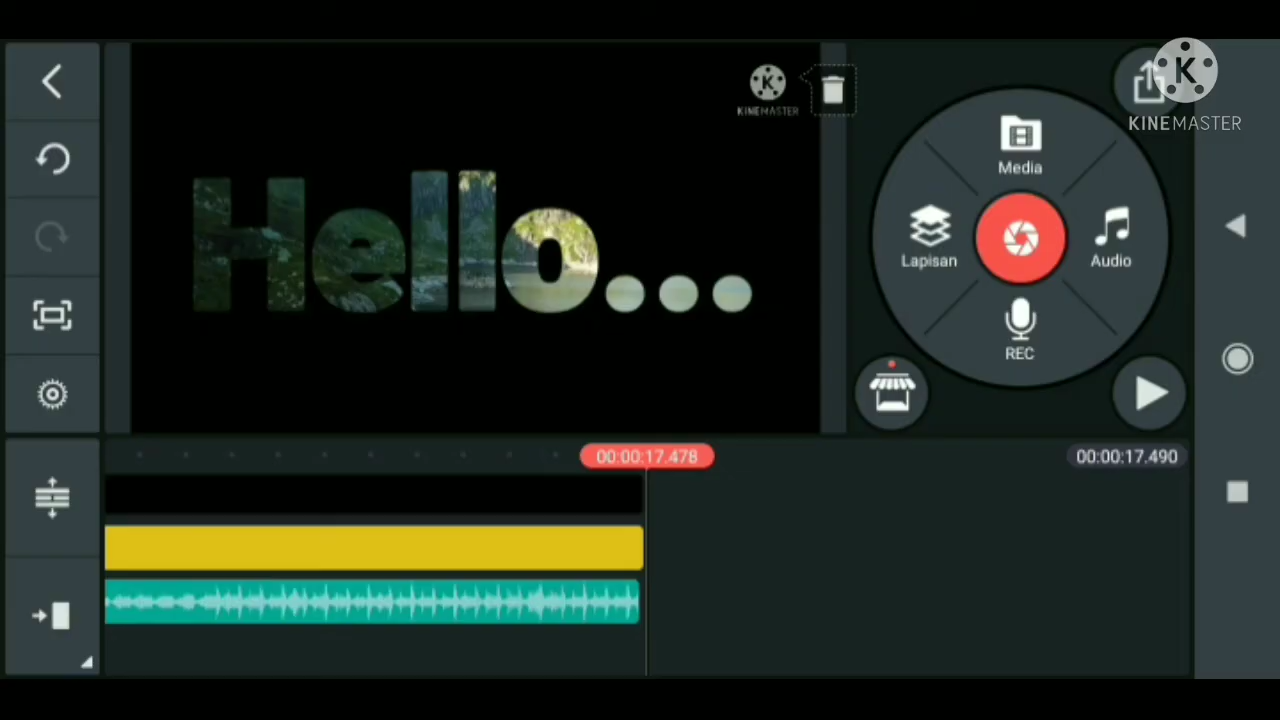 KINEMASTER
KINEMASTER
Media
Hello...
Lapisan
Audio
REC
00:00:17.478
00:00:17.490